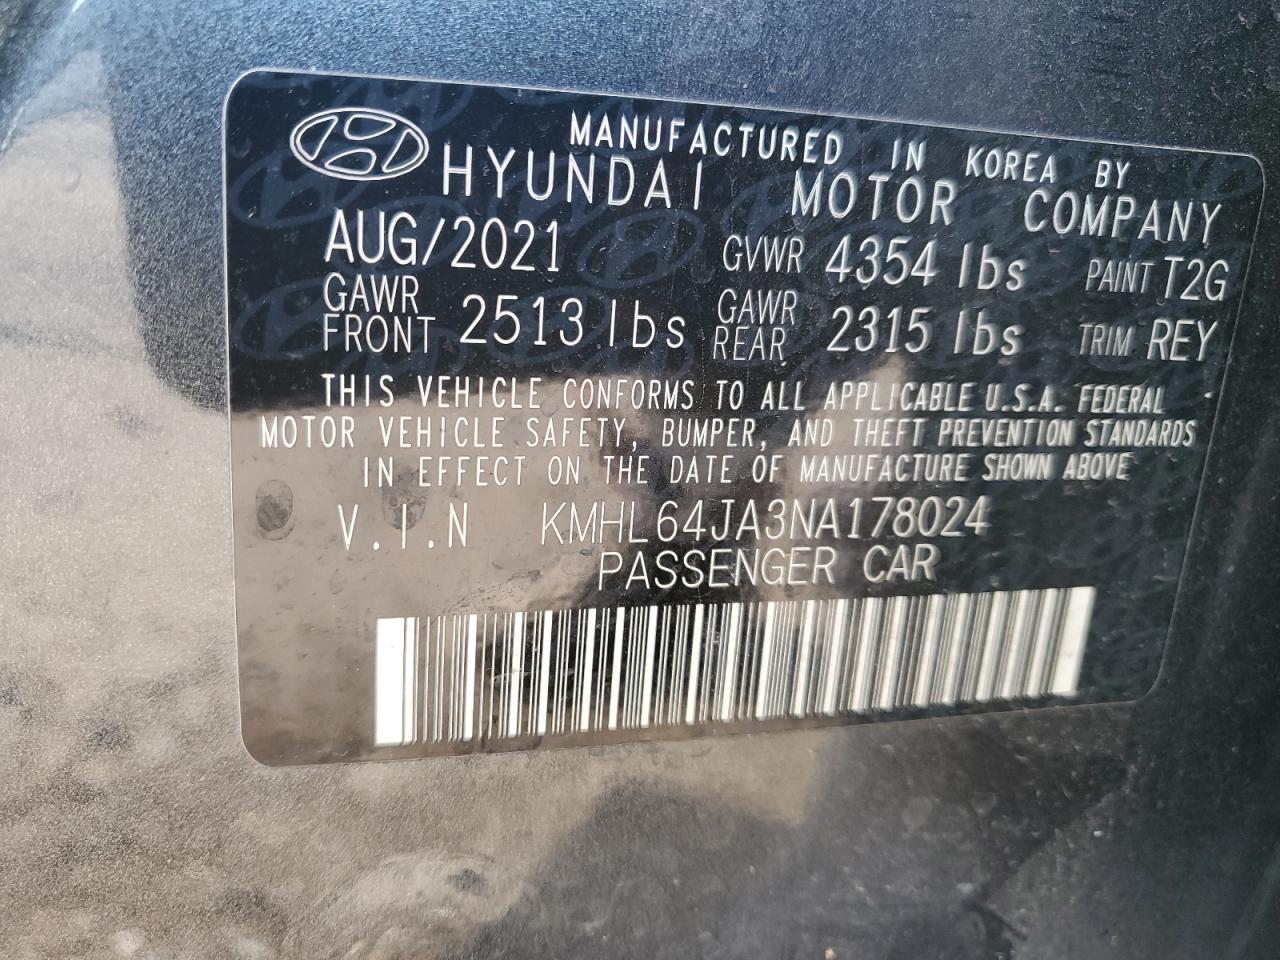 MANUFACTURED IN KOREA BY
HYUNDAI MOTOR COMPANY
AUG/2021 GVWR 4354 lbs PAINT T2G
GAWR FRONT 2513 lbs GAWR REAR 2315 lbs TRIM REY
THIS VEHICLE CONFORMS TO ALL APPLICABLE U.S.A. FEDERAL
MOTOR VEHICLE SAFETY, BUMPER, AND THEFT PREVENTION STANDARDS
IN EFFECT ON THE DATE OF MANUFACTURE SHOWN ABOVE
V.I.N KMHL64JA3NA178024
PASSENGER CAR